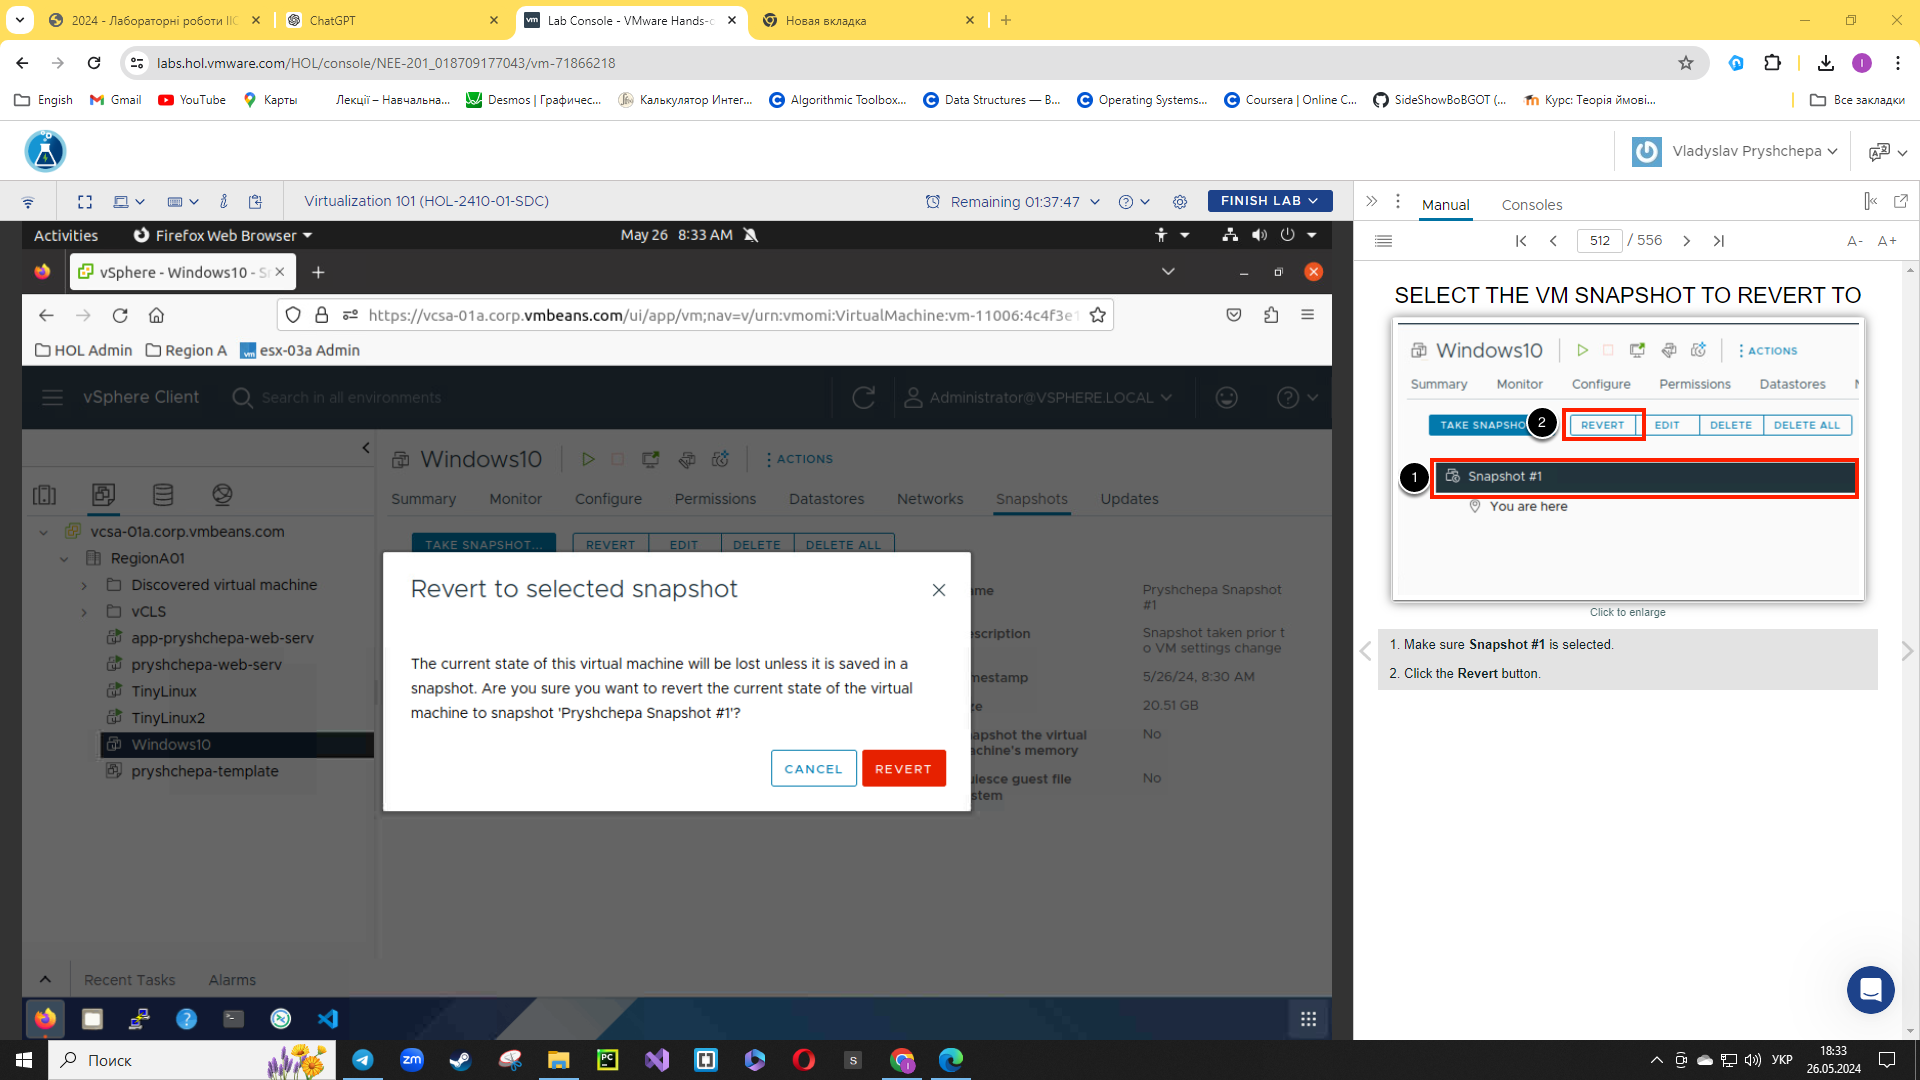 2024 - Лабораторні роботи ІІС
ChatGPT
Lab Console - VMware Hands-o
Новая вкладка
labs.hol.vmware.com/HOL/console/NEE-201_018709177043/vm-71866218
Engish
Gmail
YouTube
Карты
Лекції – Навчальна...
Desmos | Графичес...
Калькулятор Интег...
Algorithmic Toolbox...
Data Structures — В...
Operating Systems...
Coursera | Online C...
SideShowBoBGOT (...
Курс: Теорія ймові...
Все закладки
Vladyslav Pryshchepa
Virtualization 101 (HOL-2410-01-SDC)
Remaining 01:37:47
FINISH LAB
Manual
Consoles
Activities
Firefox Web Browser
May 26 8:33 AM
512 / 556
A-
A+
vSphere - Windows10 - S
https://vcsa-01a.corp.vmbeans.com/ui/app/vm;nav=v/urn:vmomi:VirtualMachine:vm-11006:4c4f3e1
HOL Admin
Region A
esx-03a Admin
vSphere Client
Search in all environments
Administrator@VSPHERE.LOCAL
Windows10
ACTIONS
Summary
Monitor
Configure
Permissions
Datastores
Networks
Snapshots
Updates
TAKE SNAPSHOT...
REVERT
EDIT
DELETE
DELETE ALL
vcsa-01a.corp.vmbeans.com
RegionA01
Discovered virtual machine
vCLS
app-pryshchepa-web-serv
pryshchepa-web-serv
TinyLinux
TinyLinux2
Windows10
pryshchepa-template
Revert to selected snapshot
The current state of this virtual machine will be lost unless it is saved in a
snapshot. Are you sure you want to revert the current state of the virtual
machine to snapshot 'Pryshchepa Snapshot #1'?
CANCEL
REVERT
ame
Pryshchepa Snapshot
#1
escription
Snapshot taken prior t
o VM settings change
mestamp
5/26/24, 8:30 AM
ze
20.51 GB
apshot the virtual
achine's memory
No
uiesce guest file
stem
No
Recent Tasks
Alarms
SELECT THE VM SNAPSHOT TO REVERT TO
Windows10
ACTIONS
Summary
Monitor
Configure
Permissions
Datastores
TAKE SNAPSHO
2
REVERT
EDIT
DELETE
DELETE ALL
1
Snapshot #1
You are here
Click to enlarge
1. Make sure Snapshot #1 is selected.
2. Click the Revert button.
Поиск
УКР
18:33
26.05.2024